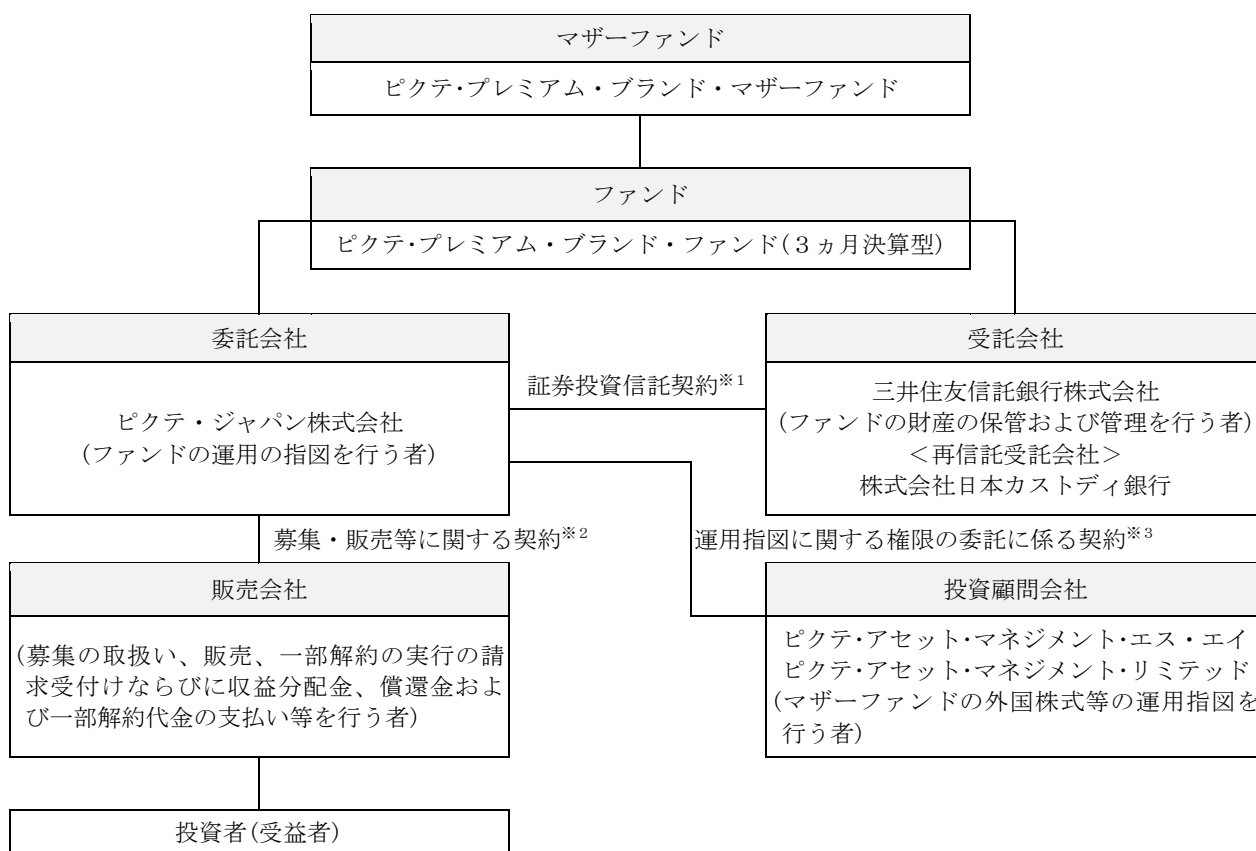 マザーファンド
ピクテ・プレミアム・ブランド・マザーファンド
ファンド
ピクテ・プレミアム・ブランド・ファンド(3ヵ月決算型)
委託会社
ピクテ・ジャパン株式会社
(ファンドの運用の指図を行う者)
証券投資信託契約※1
受託会社
三井住友信託銀行株式会社
(ファンドの財産の保管および管理を行う者)
<再信託受託会社>
株式会社日本カストディ銀行
募集・販売等に関する契約※2
運用指図に関する権限の委託に係る契約※3
販売会社
(募集の取扱い、販売、一部解約の実行の請
求受付けならびに収益分配金、償還金およ
び一部解約代金の支払い等を行う者)
投資顧問会社
ピクテ・アセット・マネジメント・エス・エイ
ピクテ・アセット・マネジメント・リミテッド
(マザーファンドの外国株式等の運用指図を
行う者)
投資者(受益者)